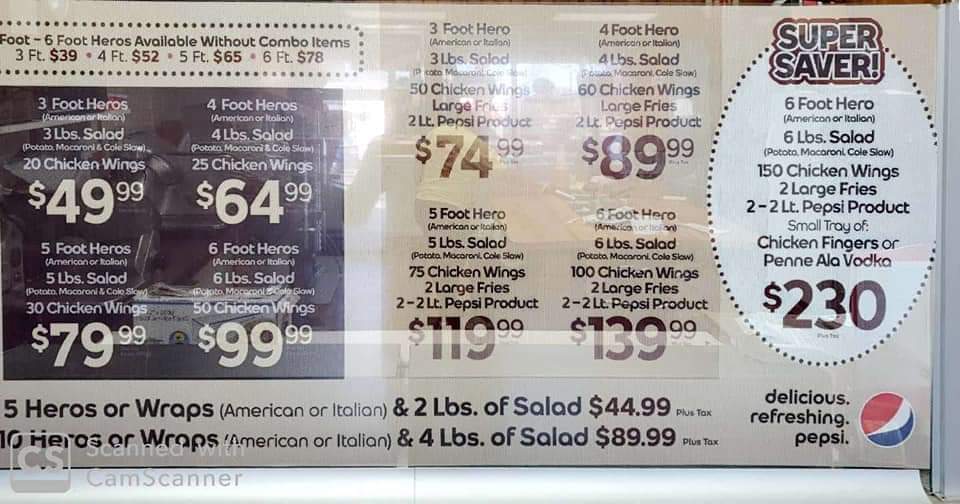 Foot - 6 Foot Heros Available Without Combo Items
3 Ft. $39 • 4 Ft. $52 • 5 Ft. $65 • 6 Ft. $78
3 Foot Heros
(American or Italian)
3 Lbs. Salad
(Potato, Macaroni & Cole Slaw)
20 Chicken Wings
$49.99
4 Foot Heros
(American or Italian)
4 Lbs. Salad
(Potato, Macaroni & Cole Slaw)
25 Chicken Wings
$64.99
5 Foot Heros
(American or Italian)
5 Lbs. Salad
(Potato, Macaroni & Cole Slaw)
30 Chicken Wings
$79.99
6 Foot Heros
(American or Italian)
6 Lbs. Salad
(Potato, Macaroni & Cole Slaw)
50 Chicken Wings
$99.99
3 Foot Hero
(American or Italian)
3 Lbs. Salad
(Potato, Macaroni, Cole Slaw)
50 Chicken Wings
Large Fries
2 Lt. Pepsi Product
$74.99
4 Foot Hero
(American or Italian)
4 Lbs. Salad
(Potato, Macaroni, Cole Slaw)
60 Chicken Wings
Large Fries
2 Lt. Pepsi Product
$89.99
Plus Tax
5 Foot Hero
(American or Italian)
5 Lbs. Salad
(Potato, Macaroni, Cole Slaw)
75 Chicken Wings
2 Large Fries
2 - 2 Lt. Pepsi Product
$119.99
6 Foot Hero
(American or Italian)
6 Lbs. Salad
(Potato, Macaroni, Cole Slaw)
100 Chicken Wings
2 Large Fries
2 - 2 Lt. Pepsi Product
$139.99
Plus Tax
SUPER
SAVER!
6 Foot Hero
(American or Italian)
6 Lbs. Salad
(Potato, Macaroni, Cole Slaw)
150 Chicken Wings
2 Large Fries
2 - 2 Lt. Pepsi Product
Small Tray of:
Chicken Fingers or
Penne Ala Vodka
$230
Plus Tax
5 Heros or Wraps (American or Italian) & 2 Lbs. of Salad $44.99 Plus Tax
10 Heros or Wraps (American or Italian) & 4 Lbs. of Salad $89.99 Plus Tax
delicious.
refreshing.
pepsi.
CS Scanned with
CamScanner